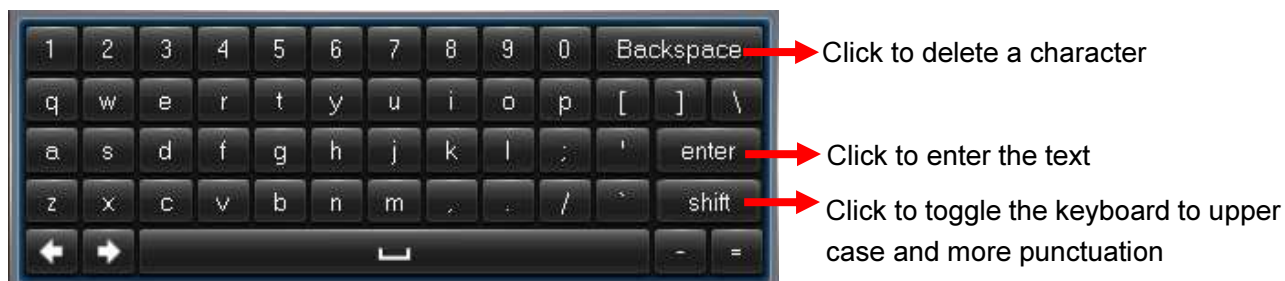 1 2 3 4 5 6 7 8 9 0 Backspace
Click to delete a character
q w e r t y u i o p [ ] \
a s d f g h j k l ; ' enter
Click to enter the text
z x c v b n m , . / ` shift
Click to toggle the keyboard to upper
case and more punctuation
- =